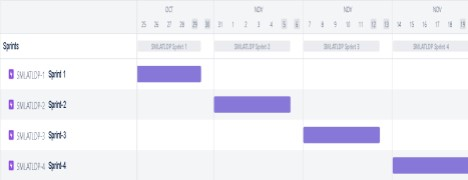 OCT NOV NOV NOV
25 26 27 28 29 30 31 1 2 3 4 5 6 7 8 9 10 11 12 13 14 15 16 17 18 19
Sprints SMLATLDP Sprint 1 SMLATLDP Sprint 2 SMLATLDP Sprint 3 SMLATLDP Sprint 4
SMLATLDP-1 Sprint 1
SMLATLDP-2 Sprint-2
SMLATLDP-3 Sprint-3
SMLATLDP-4 Sprint-4